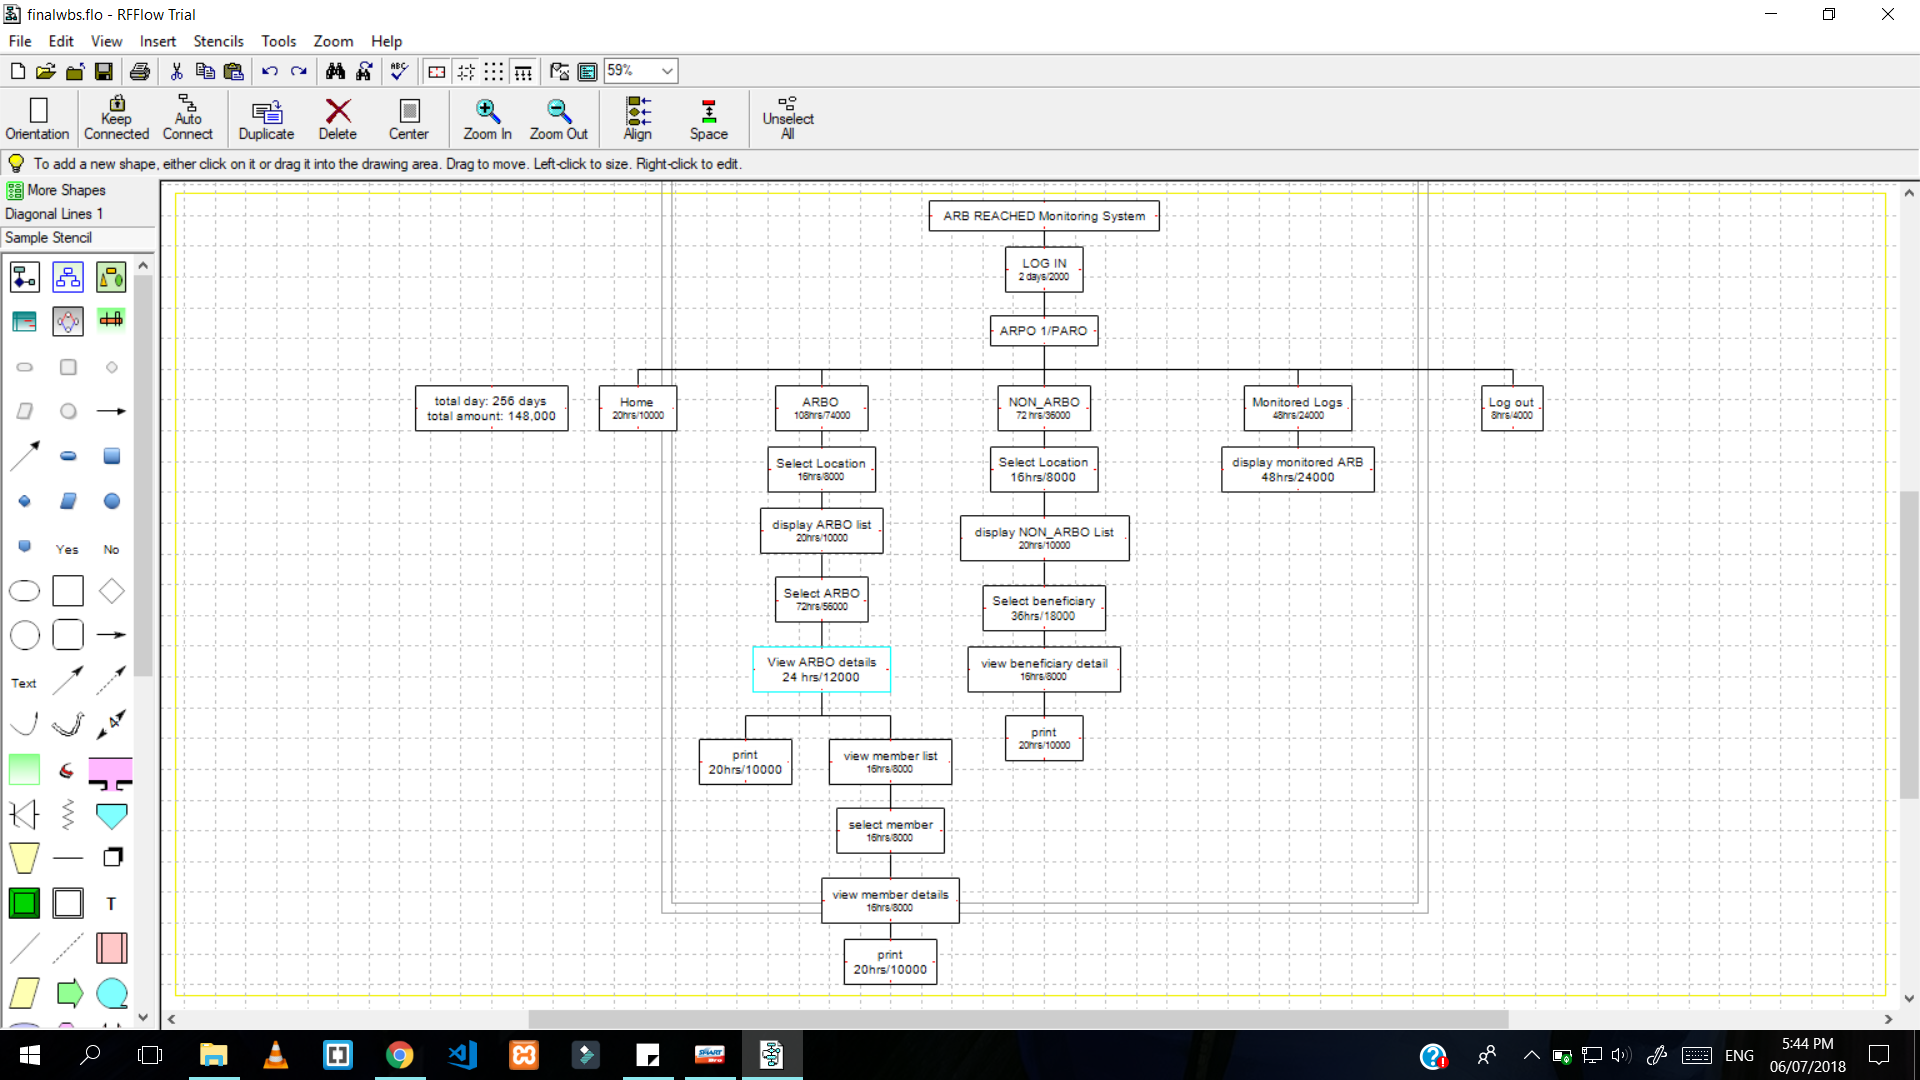 finalwbs.flo - RFFlow Trial
File Edit View Insert Stencils Tools Zoom Help
ABC
59%
Orientation
Keep Connected
Auto Connect
Duplicate
Delete
Center
Zoom In
Zoom Out
Align
Space
Unselect All
To add a new shape, either click on it or drag it into the drawing area. Drag to move. Left-click to size. Right-click to edit.
More Shapes
Diagonal Lines 1
Sample Stencil
Yes
No
Text
T
ARB REACHED Monitoring System
LOG IN
2 days/2000
ARPO 1/PARO
total day: 256 days
total amount: 148,000
Home
20hrs/10000
ARBO
108hrs/74000
NON_ARBO
72 hrs/36000
Monitored Logs
48hrs/24000
Log out
8hrs/4000
Select Location
16hrs/8000
Select Location
16hrs/8000
display monitored ARB
48hrs/24000
display ARBO list
20hrs/10000
display NON_ARBO List
20hrs/10000
Select ARBO
72hrs/56000
Select beneficiary
36hrs/18000
View ARBO details
24 hrs/12000
view beneficiary detail
16hrs/8000
print
20hrs/10000
view member list
16hrs/8000
print
20hrs/10000
select member
16hrs/8000
view member details
16hrs/8000
print
20hrs/10000
SMART
ENG
5:44 PM
06/07/2018